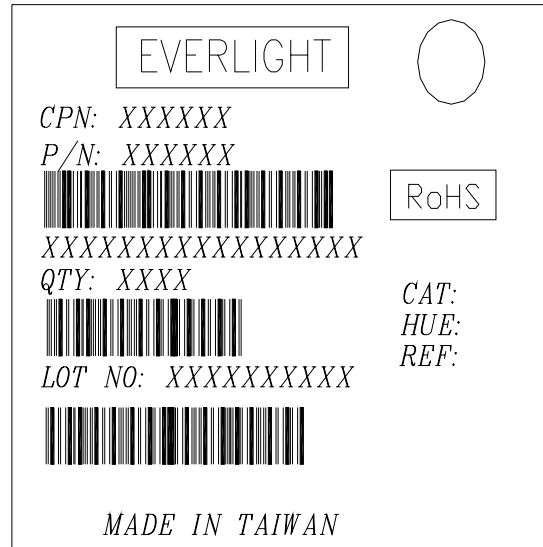 EVERLIGHT
CPN: XXXXXX
P/N: XXXXXX
RoHS
XXXXXXXXXXXXXXXXX
QTY: XXXX
CAT:
HUE:
REF:
LOT NO: XXXXXXXXXX
MADE IN TAIWAN